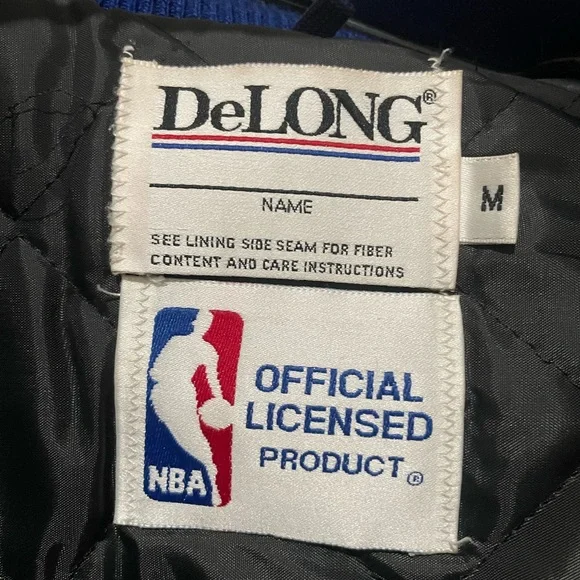 DeLONG®
NAME
M
SEE LINING SIDE SEAM FOR FIBER
CONTENT AND CARE INSTRUCTIONS
OFFICIAL
LICENSED
PRODUCT®
NBA